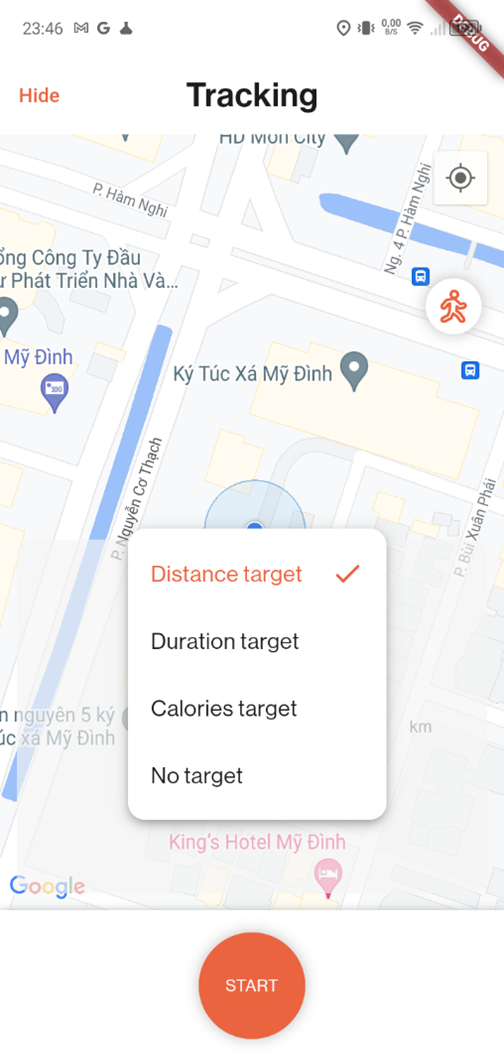 23:46
0,00
B/S
DEBUG
Hide
Tracking
HD Mon City
P. Hàm Nghi
Ng. 4 P. Hàm Nghi
ổng Công Ty Đầu
ư Phát Triển Nhà Và...
Mỹ Đình
Ký Túc Xá Mỹ Đình
P. Nguyễn Cơ Thạch
P. Bùi Xuân Phái
Distance target
Duration target
Calories target
No target
n nguyên 5 ký
úc xá Mỹ Đình
km
King's Hotel Mỹ Đình
Google
START